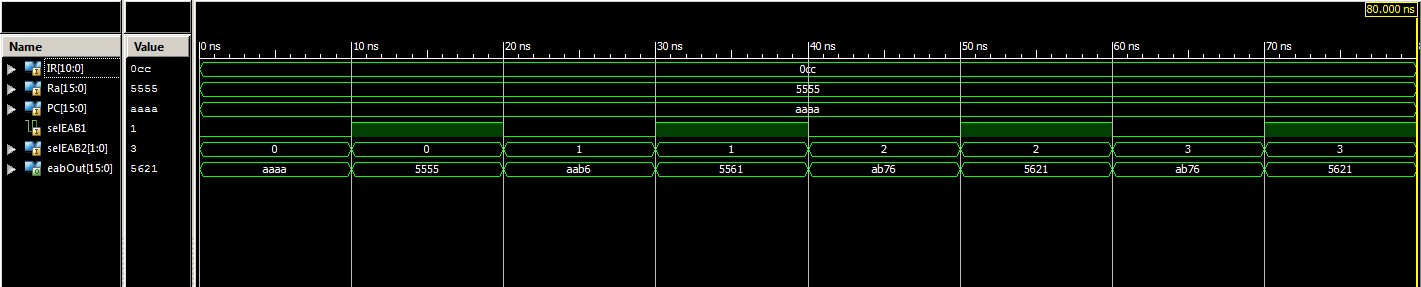 80.000 ns
Name Value
0 ns 10 ns 20 ns 30 ns 40 ns 50 ns 60 ns 70 ns
IR[10:0] 0cc 0cc
Ra[15:0] 5555 5555
PC[15:0] aaaa aaaa
selEAB1 1
selEAB2[1:0] 3 0 0 1 1 2 2 3 3
eabOut[15:0] 5621 aaaa 5555 aab6 5561 ab76 5621 ab76 5621